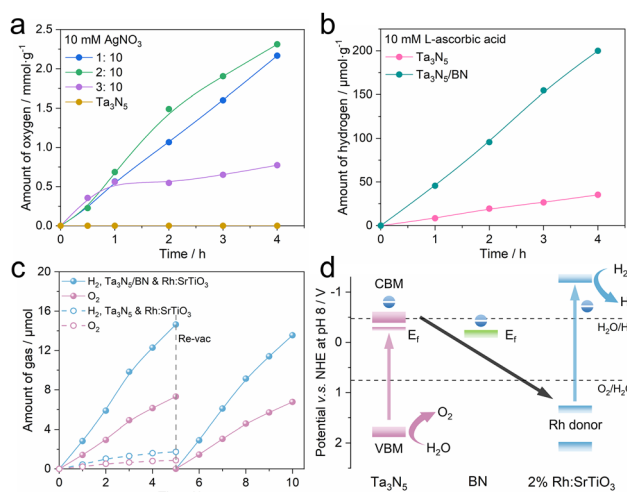 a
10 mM AgNO₃
1: 10
2: 10
3: 10
Ta₃N₅
Amount of oxygen / mmol·g⁻¹
2.5
2.0
1.5
1.0
0.5
0.0
0 1 2 3 4
Time / h
b
10 mM L-ascorbic acid
Ta₃N₅
Ta₃N₅/BN
Amount of hydrogen / μmol·g⁻¹
200
150
100
50
0
0 1 2 3 4
Time / h
c
H₂, Ta₃N₅/BN & Rh:SrTiO₃
O₂
H₂, Ta₃N₅ & Rh:SrTiO₃
O₂
Re-vac
Amount of gas / μmol
16
12
8
4
0
0 2 4 6 8 10
d
Potential v.s. NHE at pH 8 / V
-1
0
1
2
CBM
E_f
E_f
H₂
H₂O/H
O₂/H₂O
O₂
H₂O
VBM
Rh donor
Ta₃N₅ BN 2% Rh:SrTiO₃